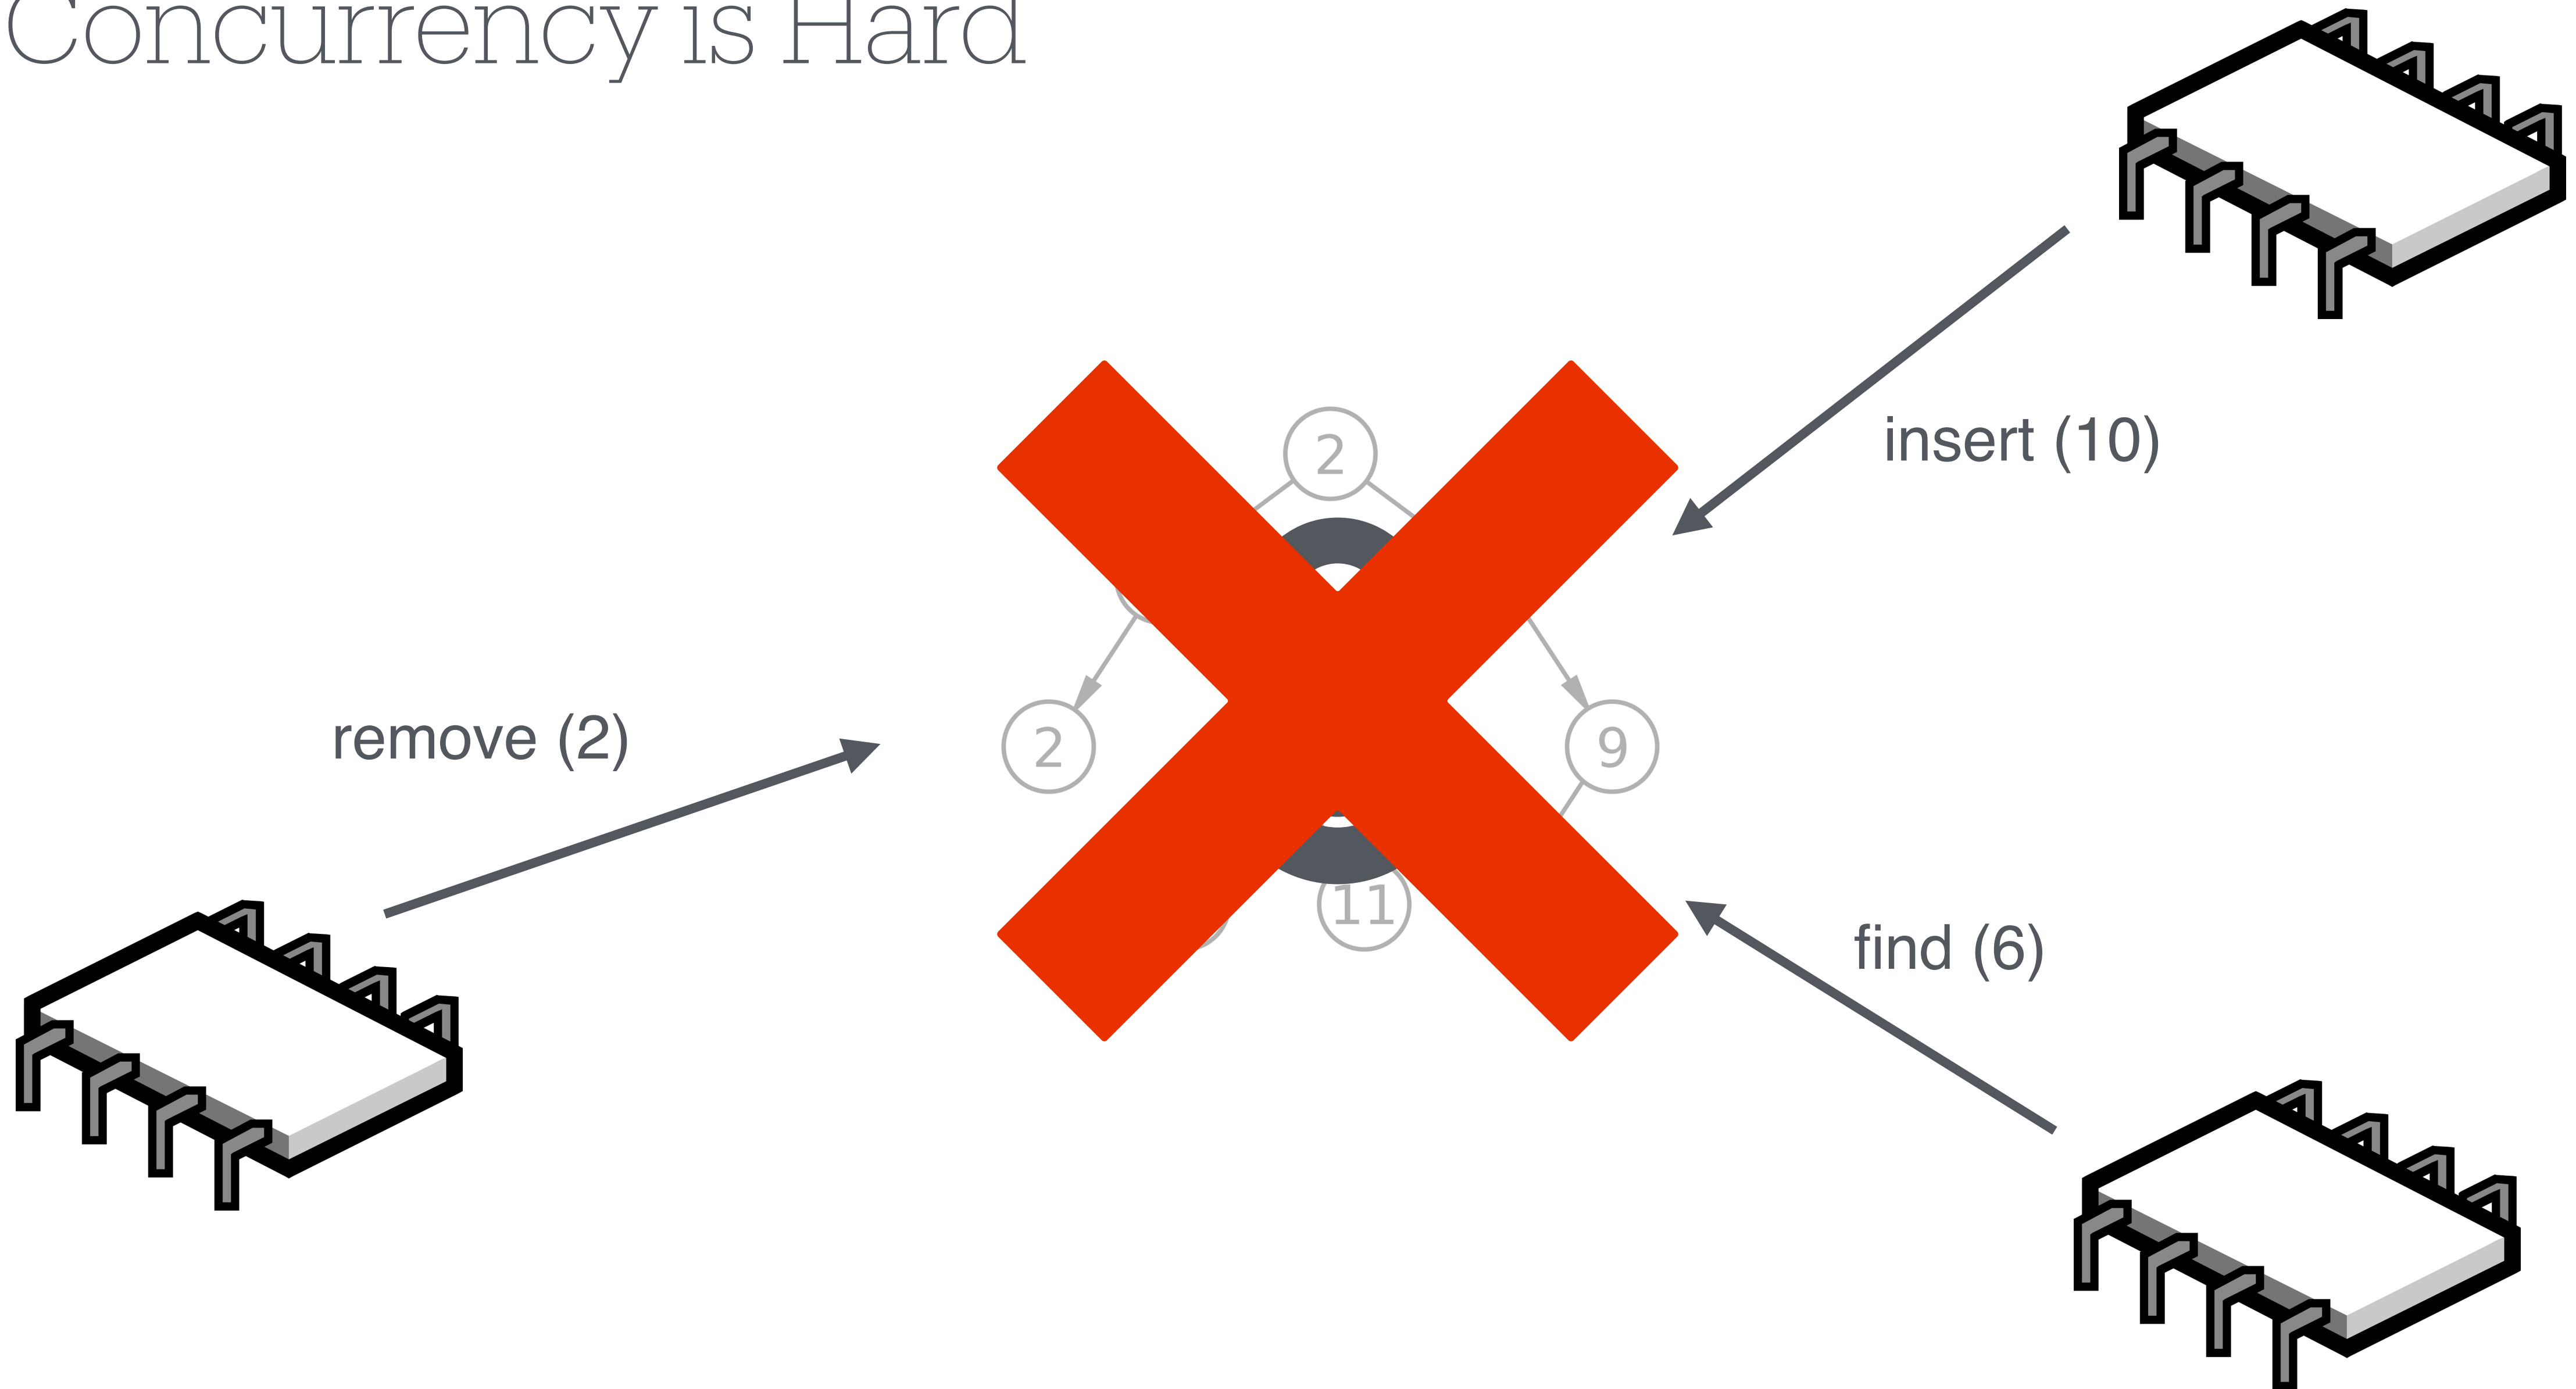 Concurrency is Hard
insert (10)
2
remove (2)
2
9
11
find (6)